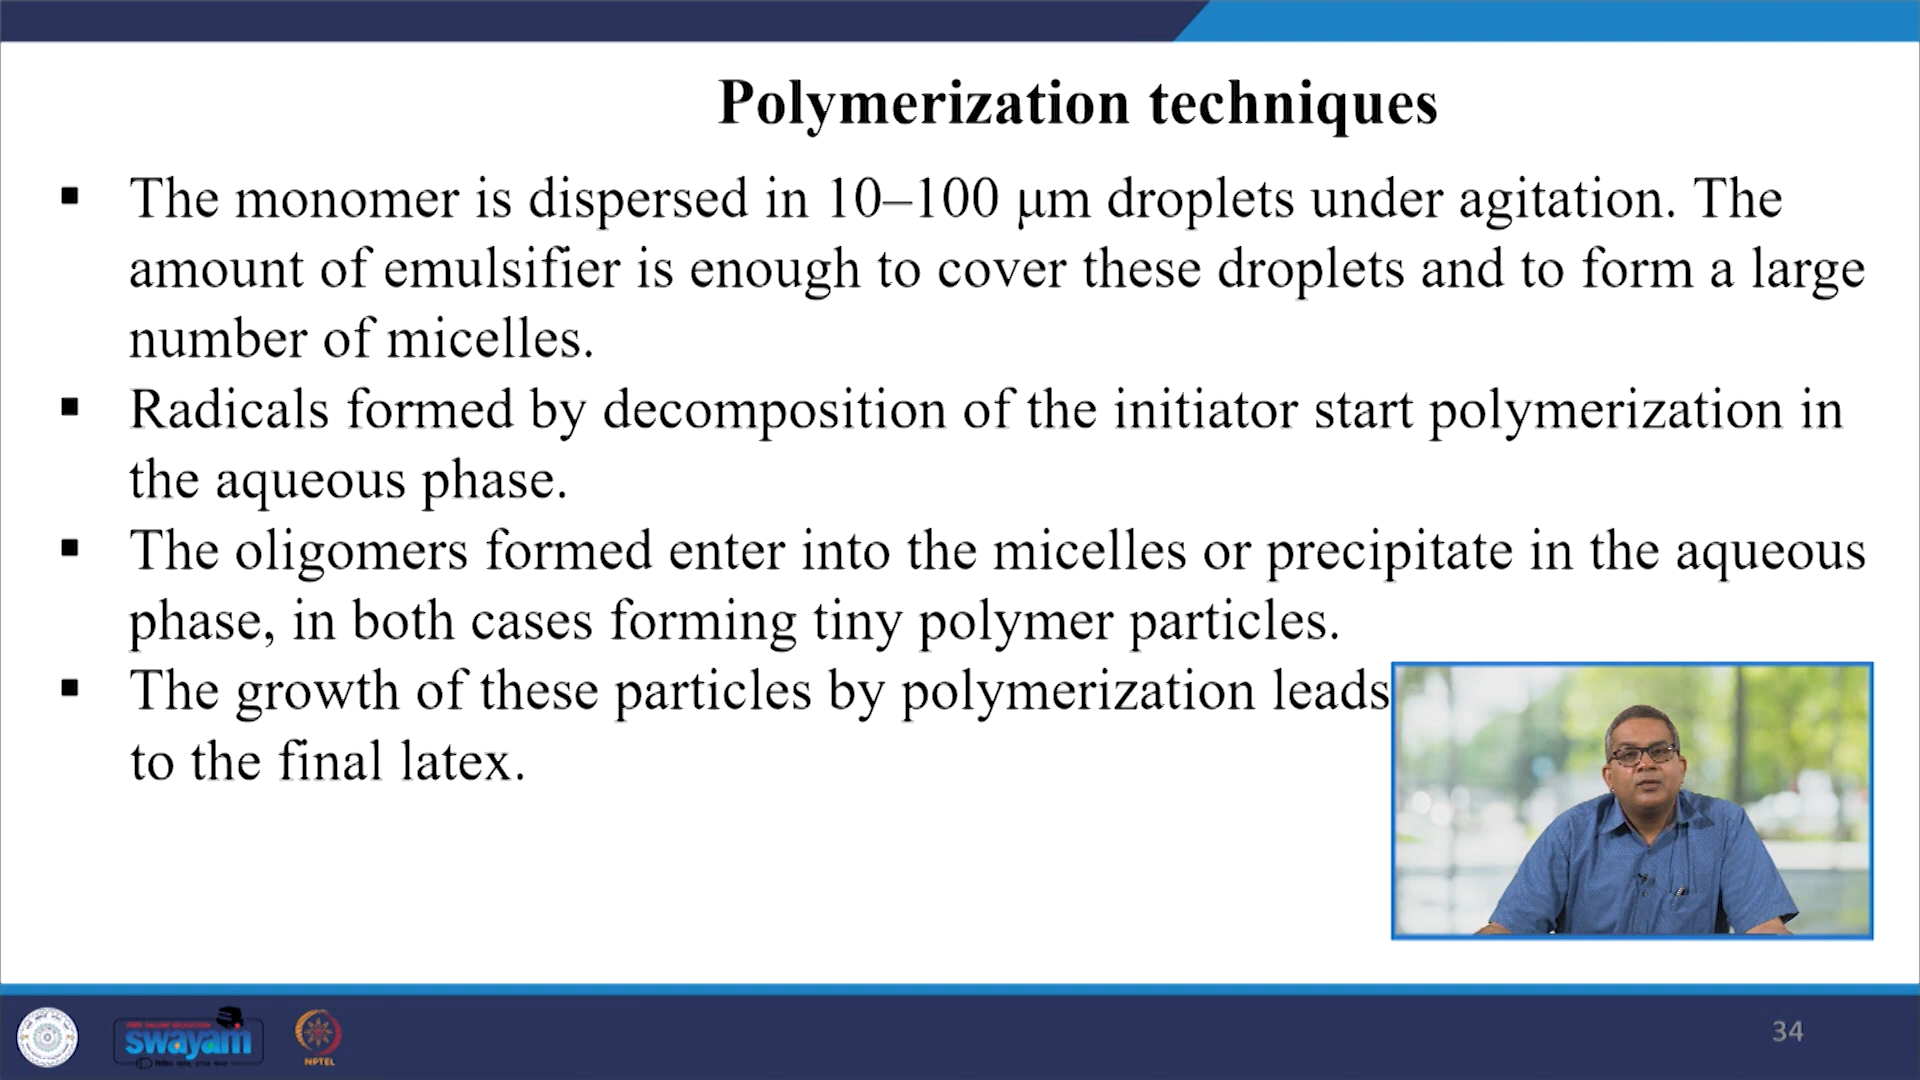 Polymerization techniques
▪ The monomer is dispersed in 10–100 μm droplets under agitation. The
amount of emulsifier is enough to cover these droplets and to form a large
number of micelles.
▪ Radicals formed by decomposition of the initiator start polymerization in
the aqueous phase.
▪ The oligomers formed enter into the micelles or precipitate in the aqueous
phase, in both cases forming tiny polymer particles.
▪ The growth of these particles by polymerization leads
to the final latex.
swayam
NPTEL
34